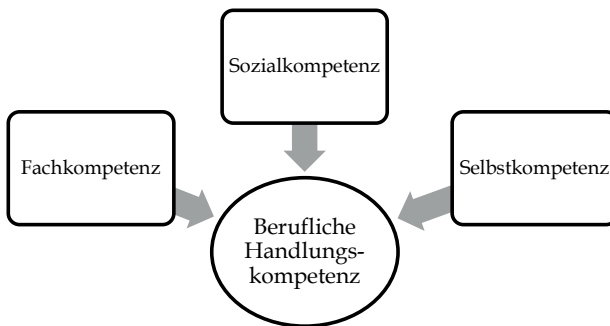 Sozialkompetenz
Fachkompetenz
Selbstkompetenz
Berufliche
Handlungs-
kompetenz